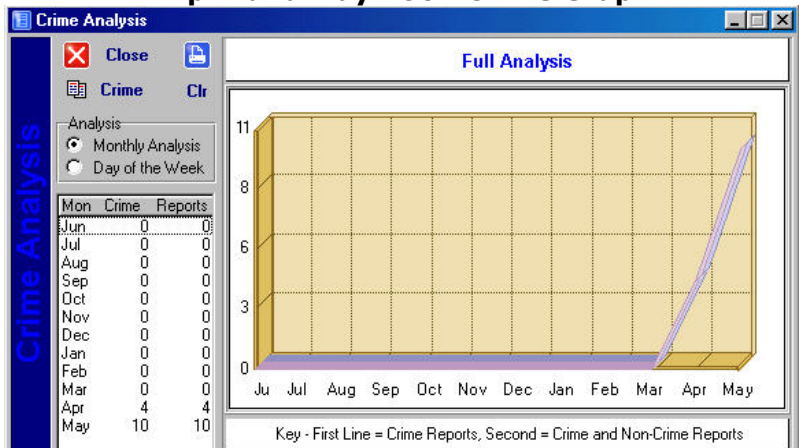 Crime Analysis
Close
Crime Clr
Analysis
Monthly Analysis
Day of the Week
Mon Crime Reports
Jun 0 0
Jul 0 0
Aug 0 0
Sep 0 0
Oct 0 0
Nov 0 0
Dec 0 0
Jan 0 0
Feb 0 0
Mar 0 0
Apr 4 4
May 10 10
Crime Analysis
Full Analysis
11
8
6
3
0
Ju Jul Aug Sep Oct Nov Dec Jan Feb Mar Apr May
Key - First Line = Crime Reports, Second = Crime and Non-Crime Reports